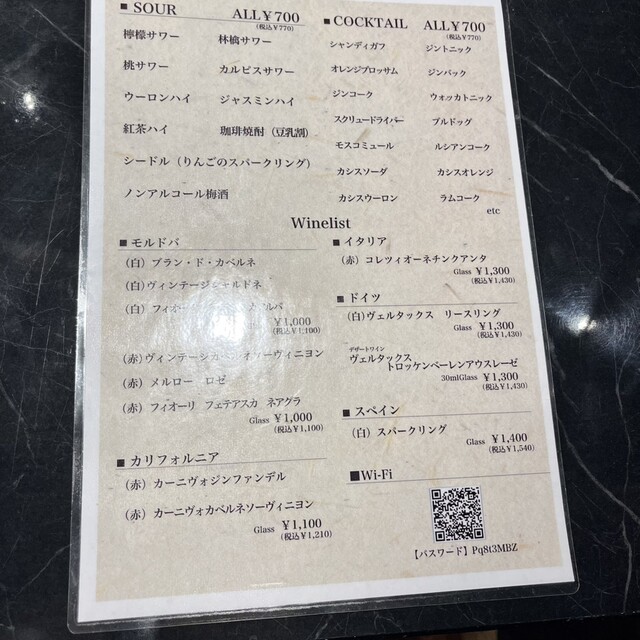 ■ SOUR ALL¥700
(税込¥770)
檸檬サワー 林檎サワー
桃サワー カルピスサワー
ウーロンハイ ジャスミンハイ
紅茶ハイ 珈琲焼酎（豆乳割）
シードル（りんごのスパークリング）
ノンアルコール梅酒
■ COCKTAIL ALL¥700
(税込¥770)
シャンディガフ ジントニック
オレンジブロッサム ジンバック
ジンコーク ウォッカトニック
スクリュードライバー ブルドッグ
モスコミュール ルシアンコーク
カシスソーダ カシスオレンジ
カシスウーロン ラムコーク
etc
Winelist
■ モルドバ
（白）ブラン・ド・カベルネ
（白）ヴィンテージシャルドネ
（白）フィオー
¥1,000
(税込¥1,100)
（赤）ヴィンテージカベルネソーヴィニヨン
（赤）メルロー ロゼ
（赤）フィオーリ フェテアスカ ネアグラ
Glass ¥1,000
(税込¥1,100)
■ カリフォルニア
（赤）カーニヴォジンファンデル
（赤）カーニヴォカベルネソーヴィニヨン
Glass ¥1,100
(税込¥1,210)
■ イタリア
（赤）コレツィオーネチンクアンタ
Glass ¥1,300
(税込¥1,430)
■ ドイツ
（白）ヴェルタックス リースリング
Glass ¥1,300
(税込¥1,430)
デザートワイン
ヴェルタックス
トロッケンベーレンアウスレーゼ
30mlGlass ¥1,300
(税込¥1,430)
■ スペイン
（白）スパークリング
Glass ¥1,400
(税込¥1,540)
■Wi-Fi
【パスワード】Pq8t3MBZ